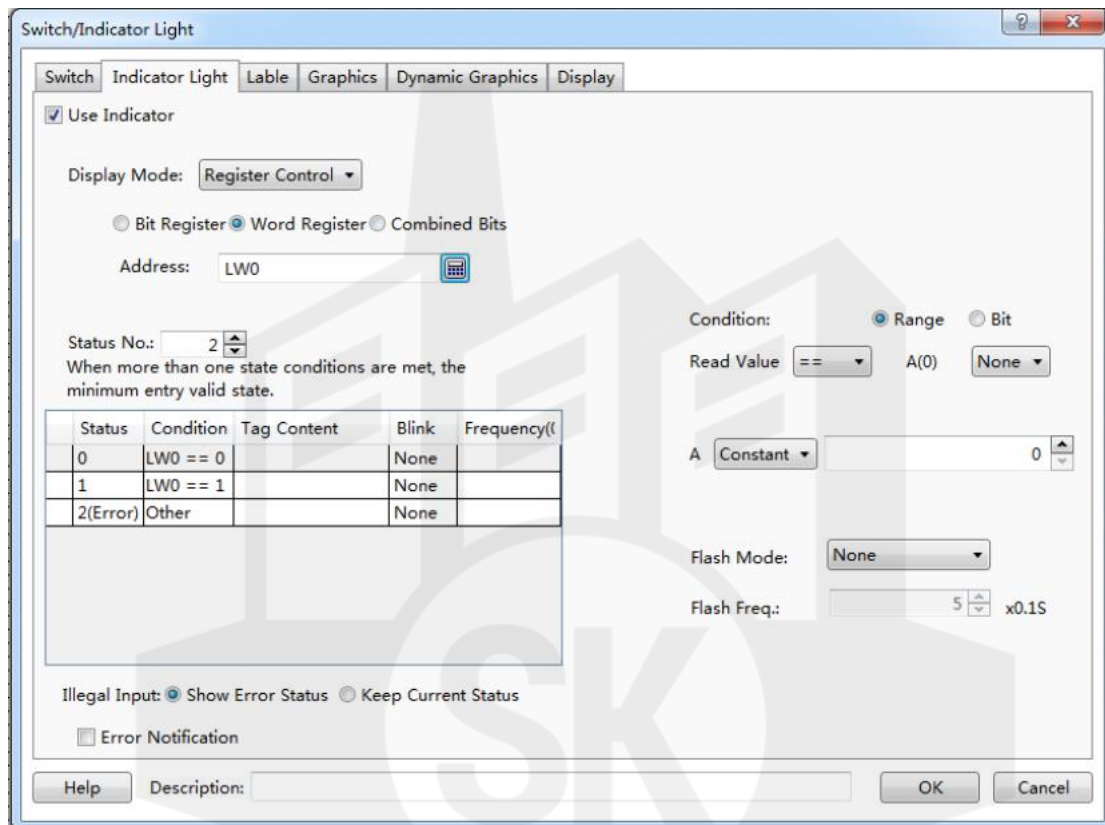 Switch/Indicator Light
Switch Indicator Light Lable Graphics Dynamic Graphics Display
Use Indicator
Display Mode: Register Control
Bit Register Word Register Combined Bits
Address: LW0
Status No.: 2
When more than one state conditions are met, the
minimum entry valid state.
Status Condition Tag Content Blink Frequency((
0 LW0 == 0 None
1 LW0 == 1 None
2(Error) Other None
Condition: Range Bit
Read Value == A(0) None
A Constant 0
Flash Mode: None
Flash Freq.: 5 x0.1S
Illegal Input: Show Error Status Keep Current Status
Error Notification
Help Description: OK Cancel
SK